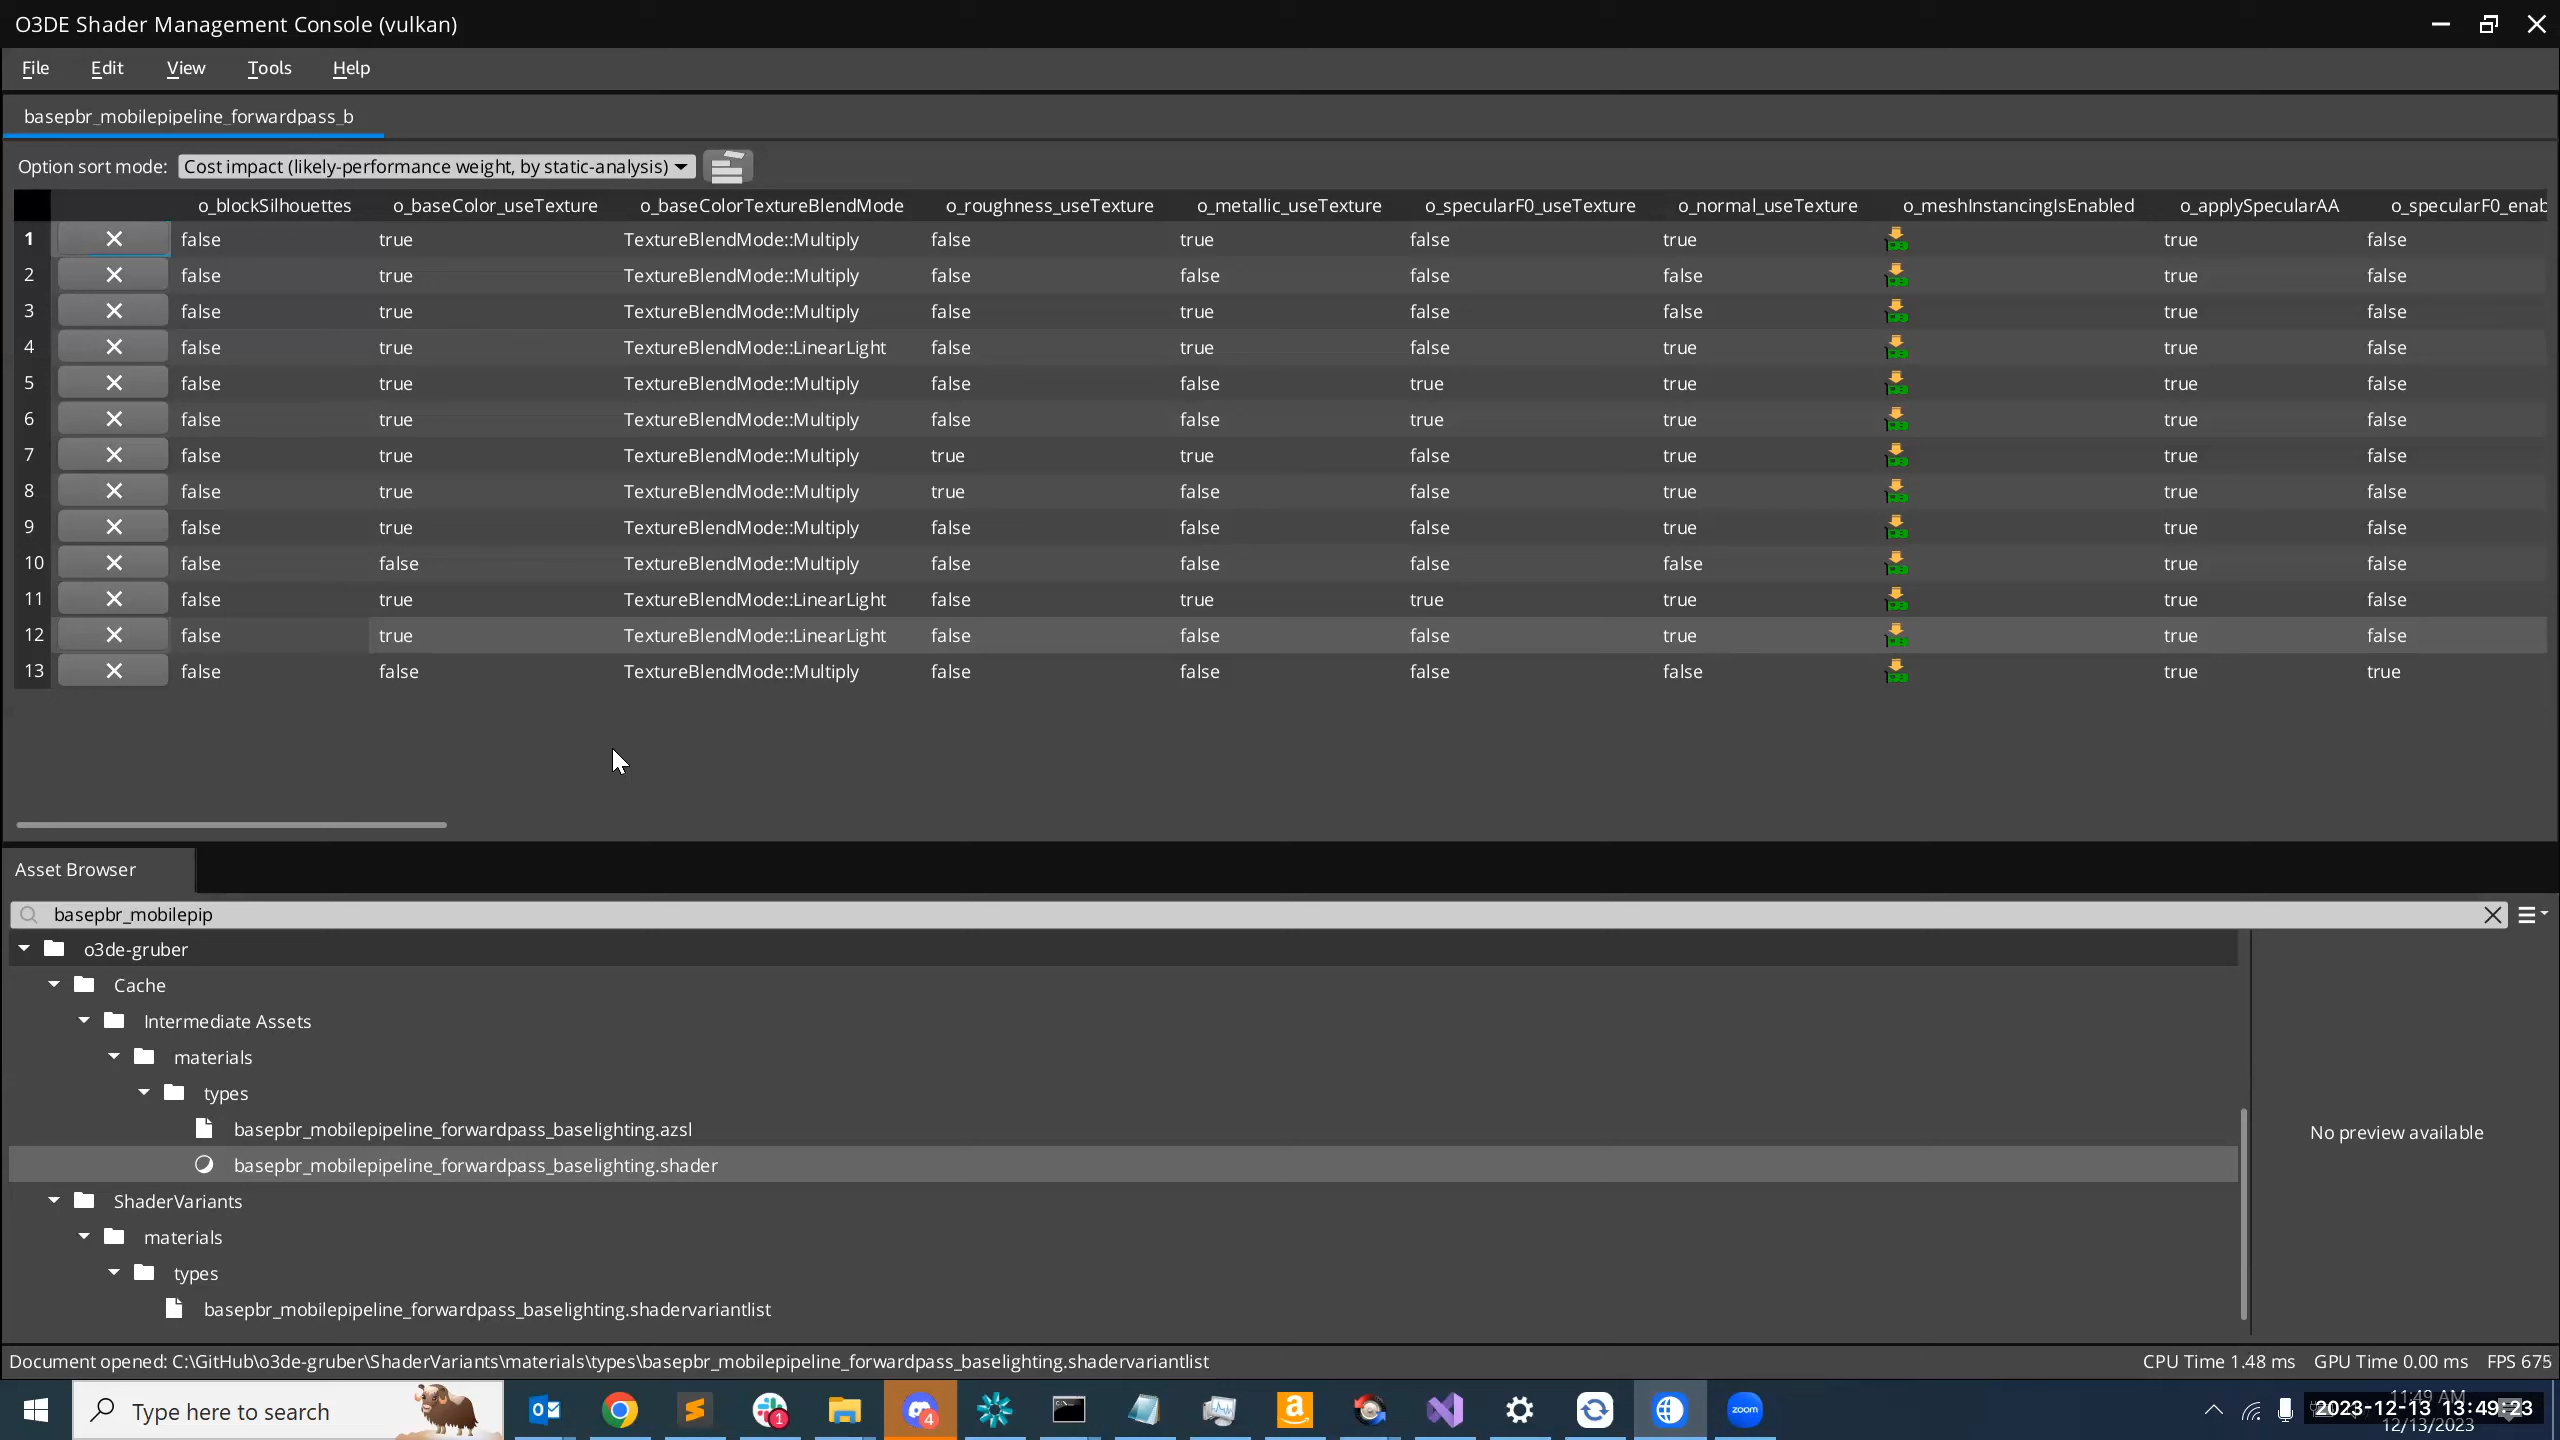 O3DE Shader Management Console (vulkan)
File Edit View Tools Help
basepbr_mobilepipeline_forwardpass_b
Option sort mode: Cost impact (likely-performance weight, by static-analysis)
o_blockSilhouettes o_baseColor_useTexture o_baseColorTextureBlendMode o_roughness_useTexture o_metallic_useTexture o_specularF0_useTexture o_normal_useTexture o_meshInstancingIsEnabled o_applySpecularAA o_specularF0_enab
1 false true TextureBlendMode::Multiply false true false true true false
2 false true TextureBlendMode::Multiply false false false false true false
3 false true TextureBlendMode::Multiply false true false false true false
4 false true TextureBlendMode::LinearLight false true false true true false
5 false true TextureBlendMode::Multiply false false true true true false
6 false true TextureBlendMode::Multiply false false true true true false
7 false true TextureBlendMode::Multiply true true false true true false
8 false true TextureBlendMode::Multiply true false false true true false
9 false true TextureBlendMode::Multiply false false false true true false
10 false false TextureBlendMode::Multiply false false false false true false
11 false true TextureBlendMode::LinearLight false true true true true false
12 false true TextureBlendMode::LinearLight false false false true true false
13 false false TextureBlendMode::Multiply false false false false true true
Asset Browser
basepbr_mobilepip
o3de-gruber
Cache
Intermediate Assets
materials
types
basepbr_mobilepipeline_forwardpass_baselighting.azsl
basepbr_mobilepipeline_forwardpass_baselighting.shader
ShaderVariants
materials
types
basepbr_mobilepipeline_forwardpass_baselighting.shadervariantlist
No preview available
Document opened: C:\GitHub\o3de-gruber\ShaderVariants\materials\types\basepbr_mobilepipeline_forwardpass_baselighting.shadervariantlist
CPU Time 1.48 ms GPU Time 0.00 ms FPS 675
Type here to search
1
4
zoom
11:49 AM
2023-12-13 13:49:23
12/13/2023